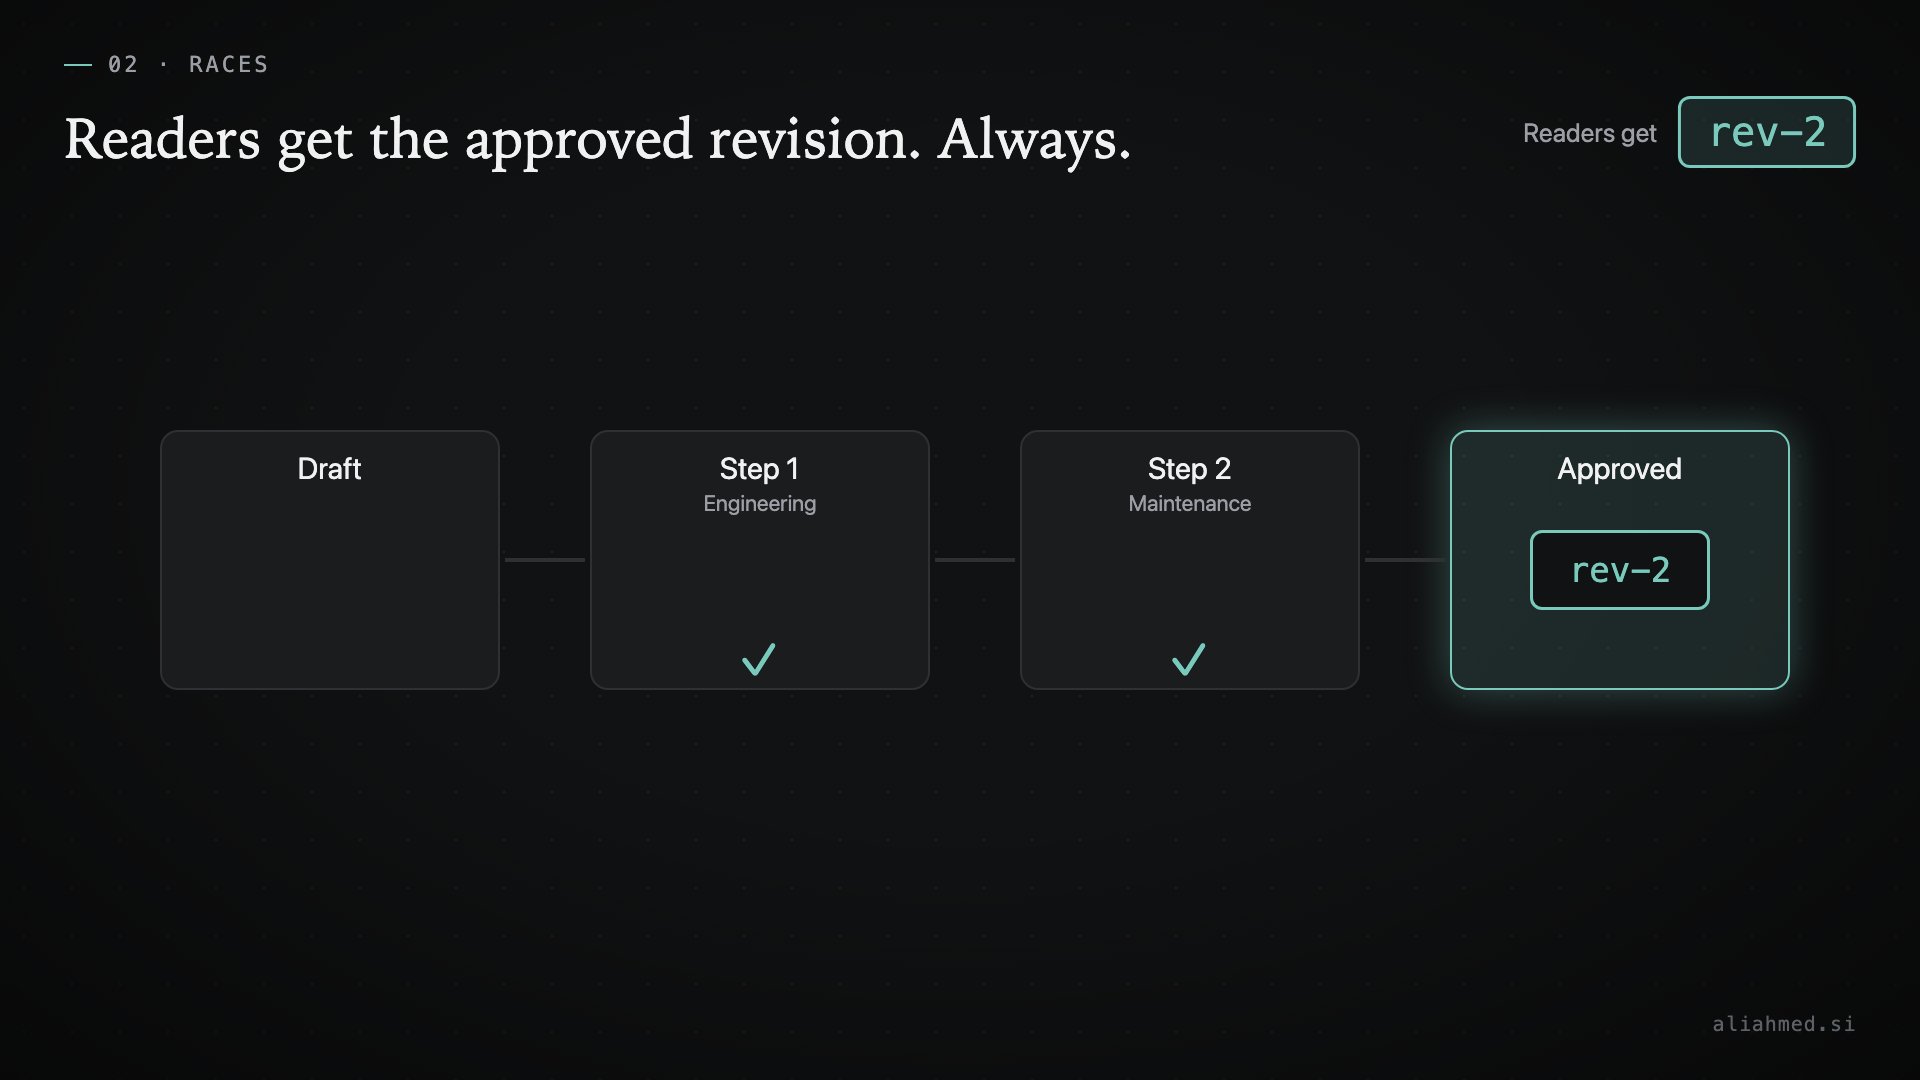 02 · RACES
Readers get the approved revision. Always.
Readers get
rev-2
Draft
Step 1
Engineering
Step 2
Maintenance
Approved
rev-2
aliahmed.si